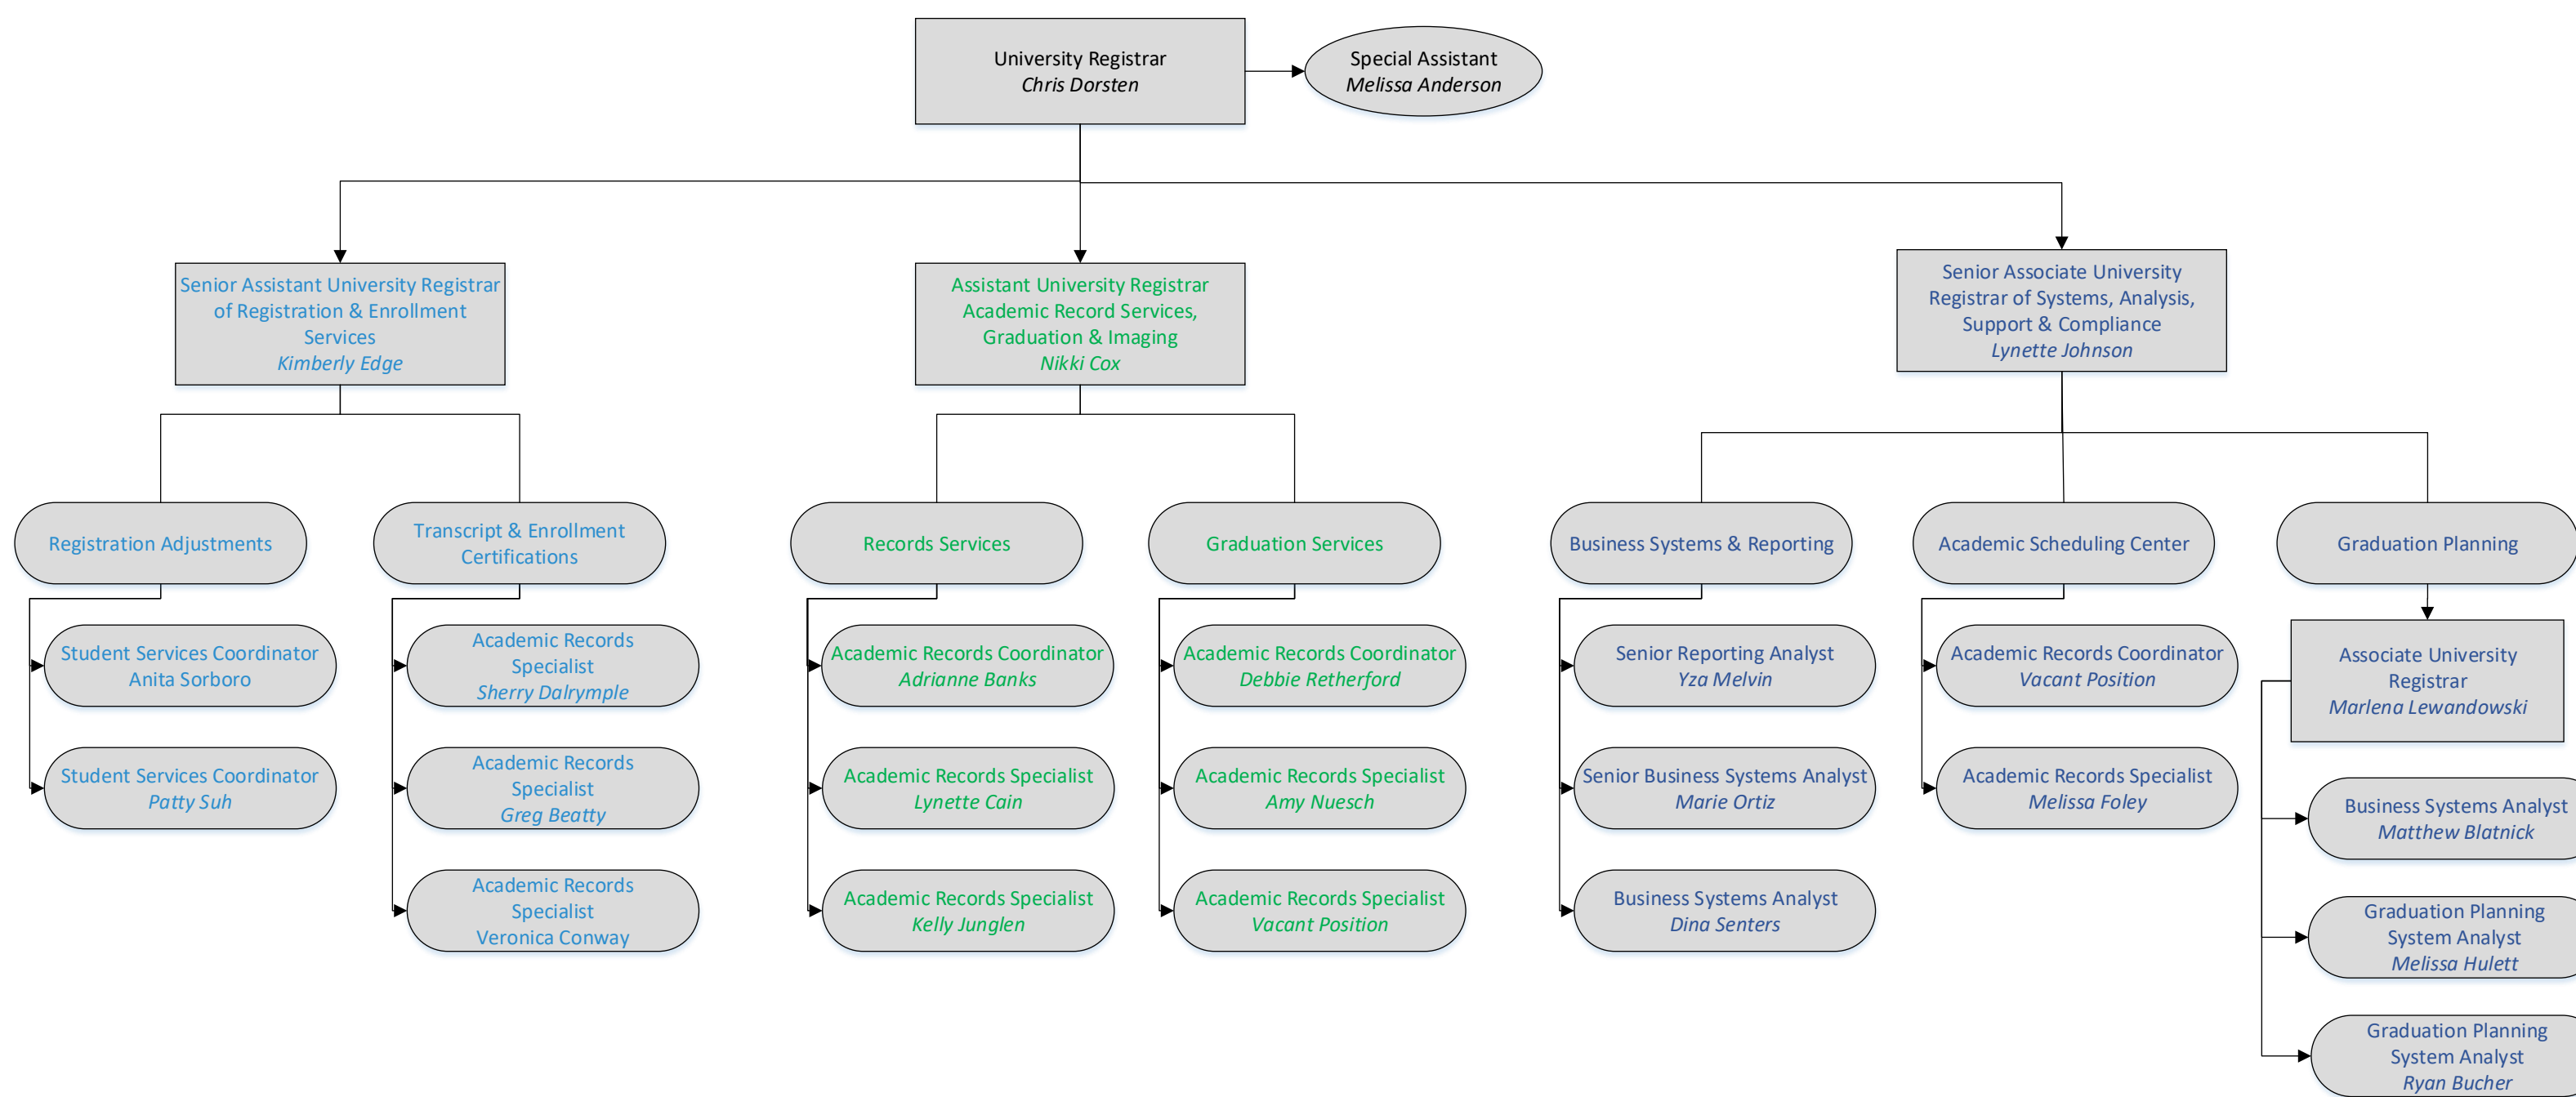 University Registrar
Chris Dorsten
Special Assistant
Melissa Anderson
Senior Assistant University Registrar
of Registration & Enrollment
Services
Kimberly Edge
Assistant University Registrar
Academic Record Services,
Graduation & Imaging
Nikki Cox
Senior Associate University
Registrar of Systems, Analysis,
Support & Compliance
Lynette Johnson
Registration Adjustments
Transcript & Enrollment
Certifications
Records Services
Graduation Services
Business Systems & Reporting
Academic Scheduling Center
Graduation Planning
Student Services Coordinator
Anita Sorboro
Student Services Coordinator
Patty Suh
Academic Records
Specialist
Sherry Dalrymple
Academic Records
Specialist
Greg Beatty
Academic Records
Specialist
Veronica Conway
Academic Records Coordinator
Adrianne Banks
Academic Records Specialist
Lynette Cain
Academic Records Specialist
Kelly Junglen
Academic Records Coordinator
Debbie Retherford
Academic Records Specialist
Amy Nuesch
Academic Records Specialist
Vacant Position
Senior Reporting Analyst
Yza Melvin
Senior Business Systems Analyst
Marie Ortiz
Business Systems Analyst
Dina Senters
Academic Records Coordinator
Vacant Position
Academic Records Specialist
Melissa Foley
Associate University
Registrar
Marlena Lewandowski
Business Systems Analyst
Matthew Blatnick
Graduation Planning
System Analyst
Melissa Hulett
Graduation Planning
System Analyst
Ryan Bucher